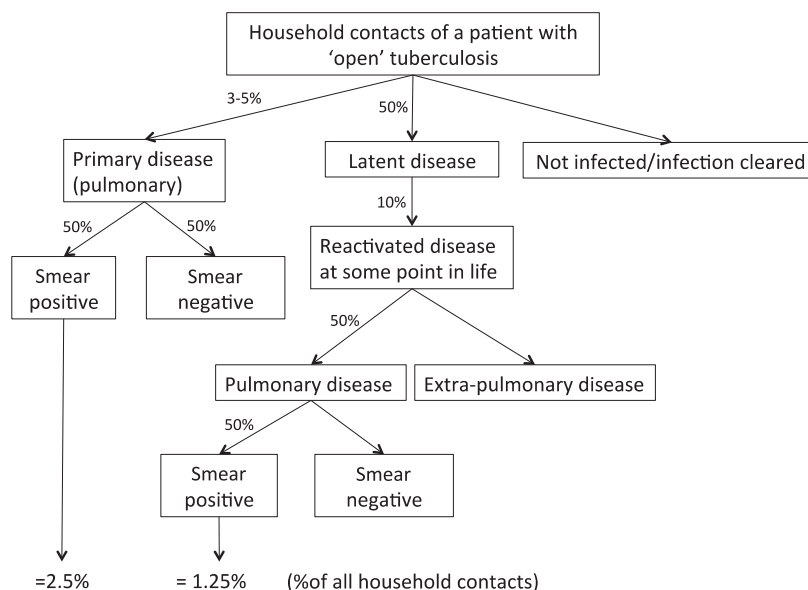 Household contacts of a patient with
‘open’ tuberculosis
3-5%
50%
Primary disease
(pulmonary)
Latent disease
Not infected/infection cleared
50%
50%
10%
Smear
positive
Smear
negative
Reactivated disease
at some point in life
50%
Pulmonary disease
Extra-pulmonary disease
50%
Smear
positive
Smear
negative
=2.5%
= 1.25%
(%of all household contacts)